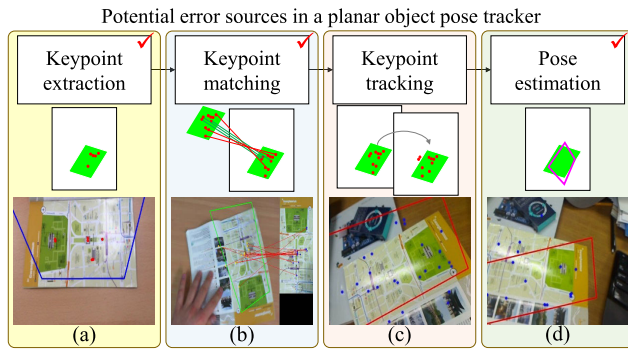 Potential error sources in a planar object pose tracker
Keypoint
extraction
Keypoint
matching
Keypoint
tracking
Pose
estimation
(a)
(b)
(c)
(d)